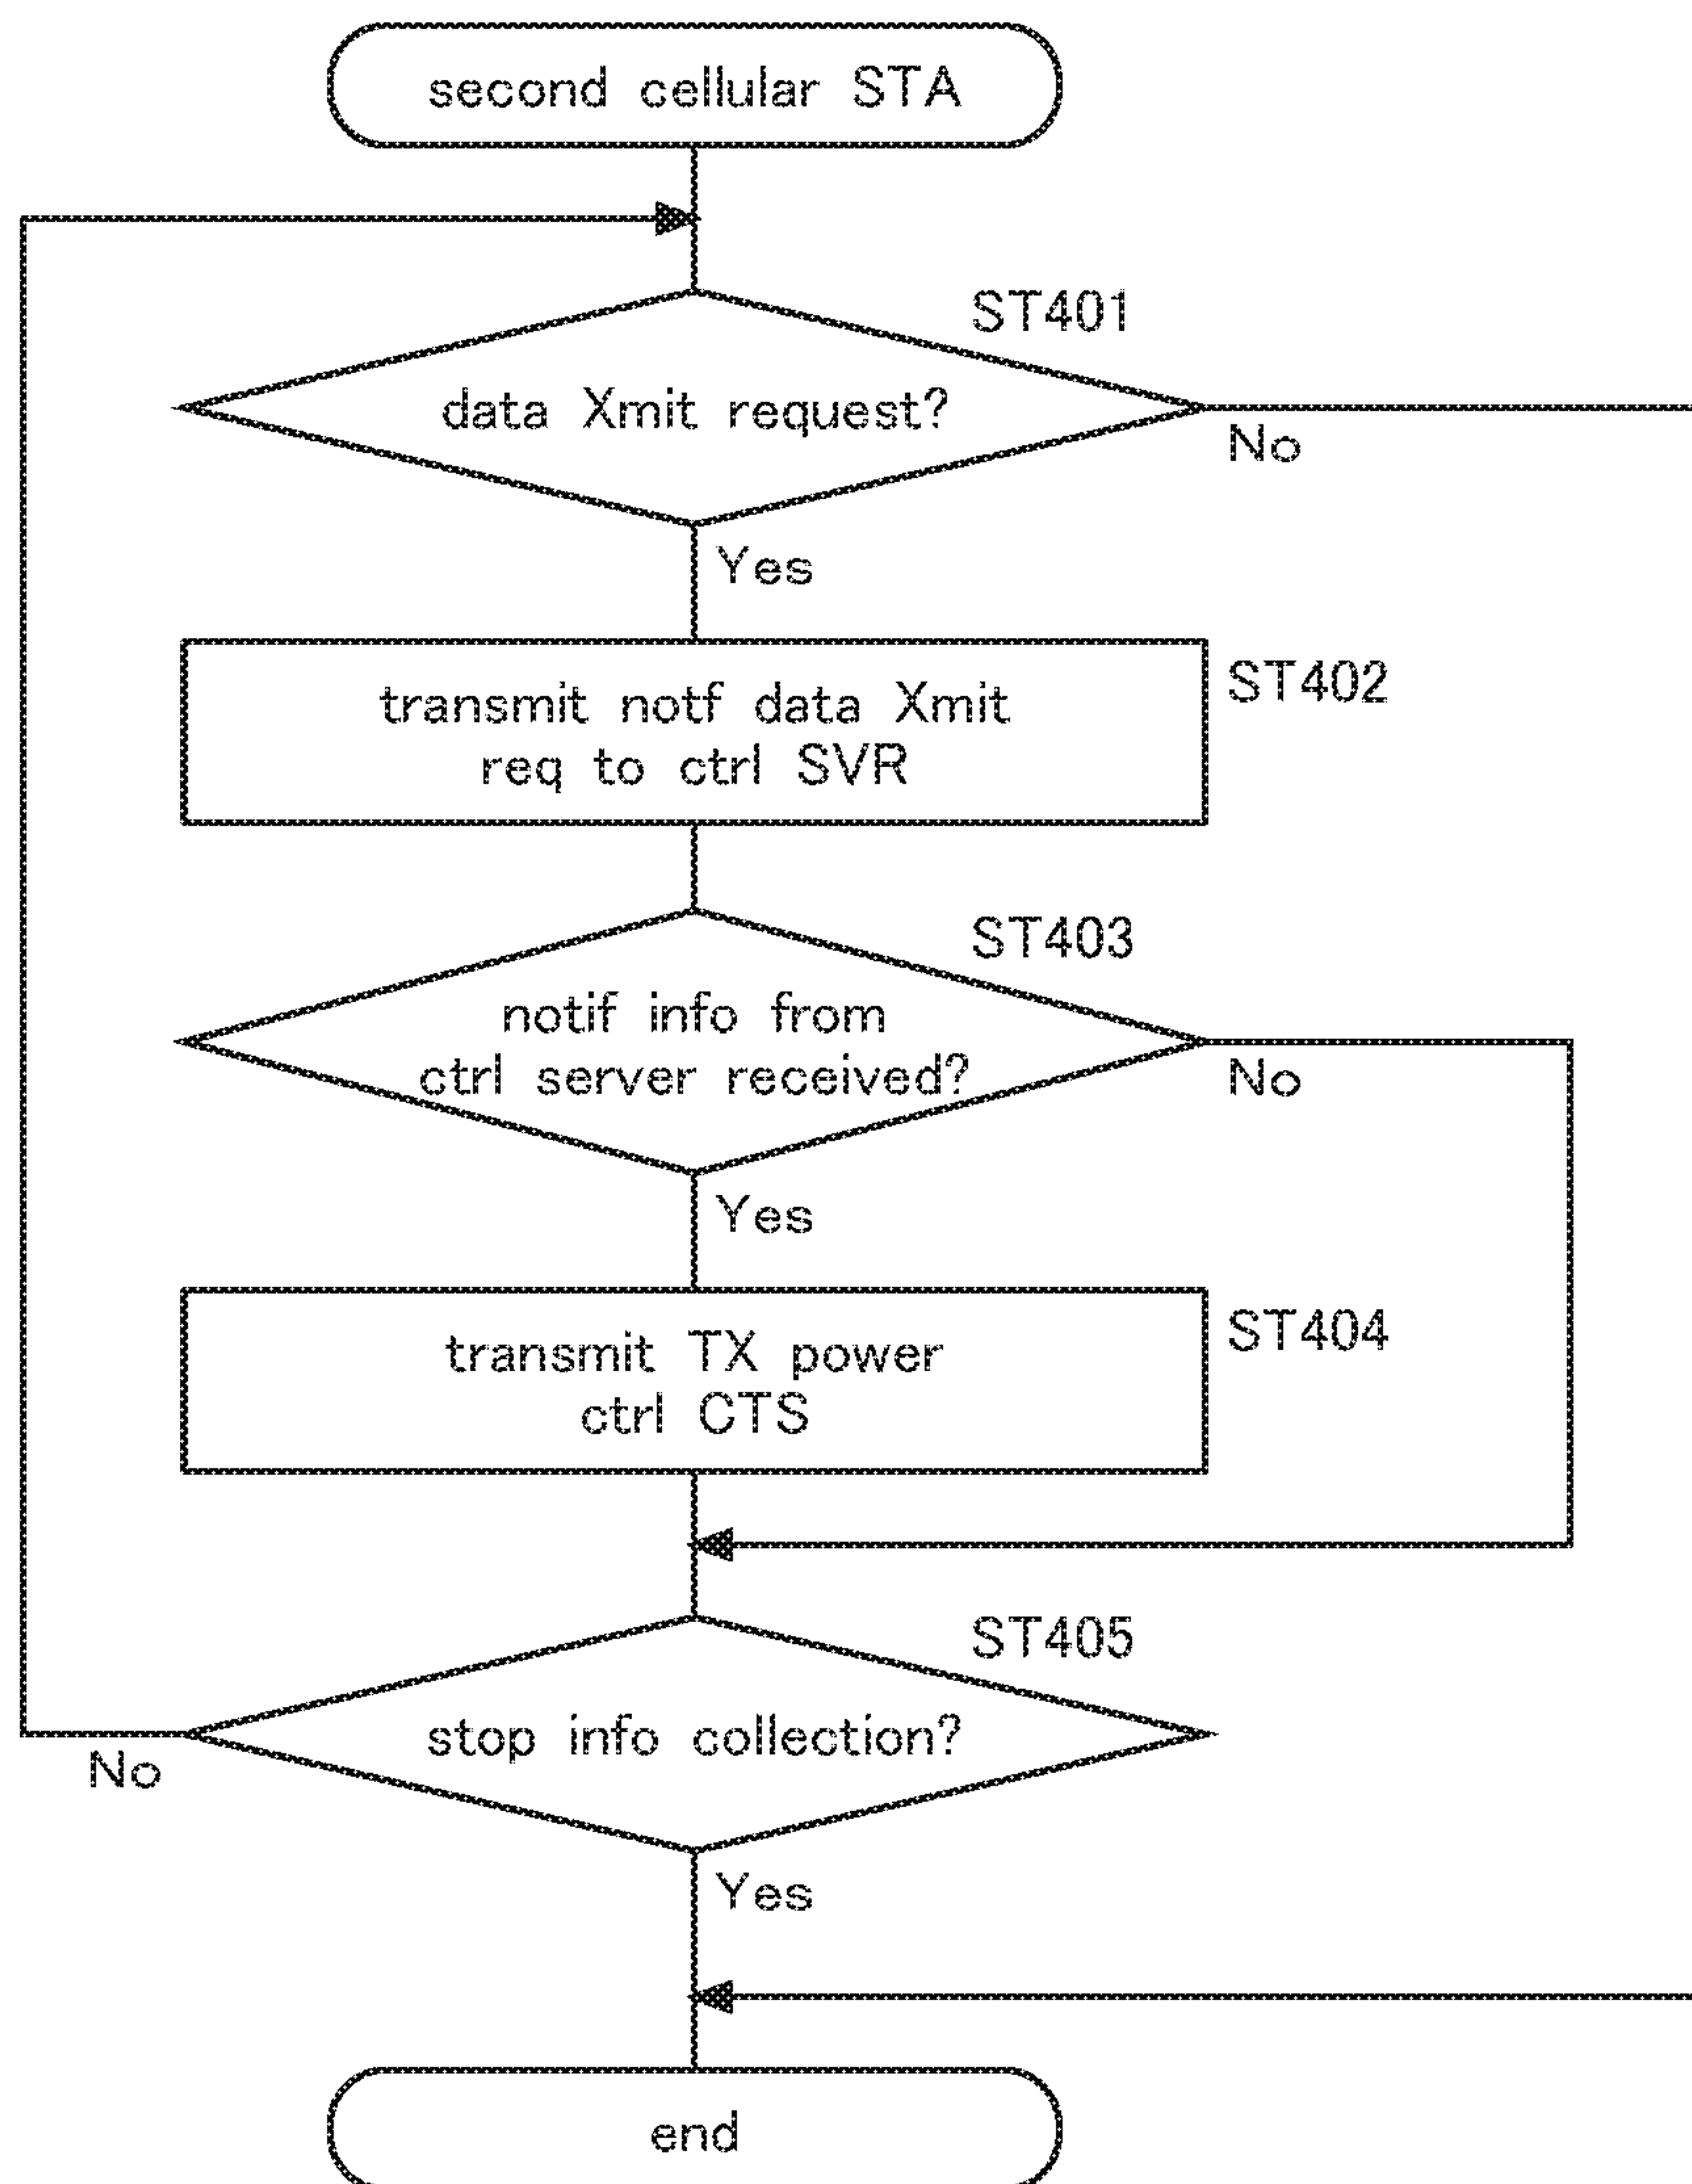 second cellular STA
ST401
data Xmit request?
No
Yes
transmit notf data Xmit
req to ctrl SVR
ST402
ST403
notif info from
ctrl server received?
No
Yes
transmit TX power
ctrl CTS
ST404
ST405
stop info collection?
No
Yes
end